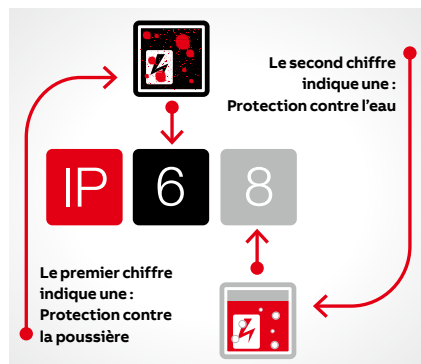 Le second chiffre
indique une :
Protection contre l'eau
IP 6 8
Le premier chiffre
indique une :
Protection contre
la poussière